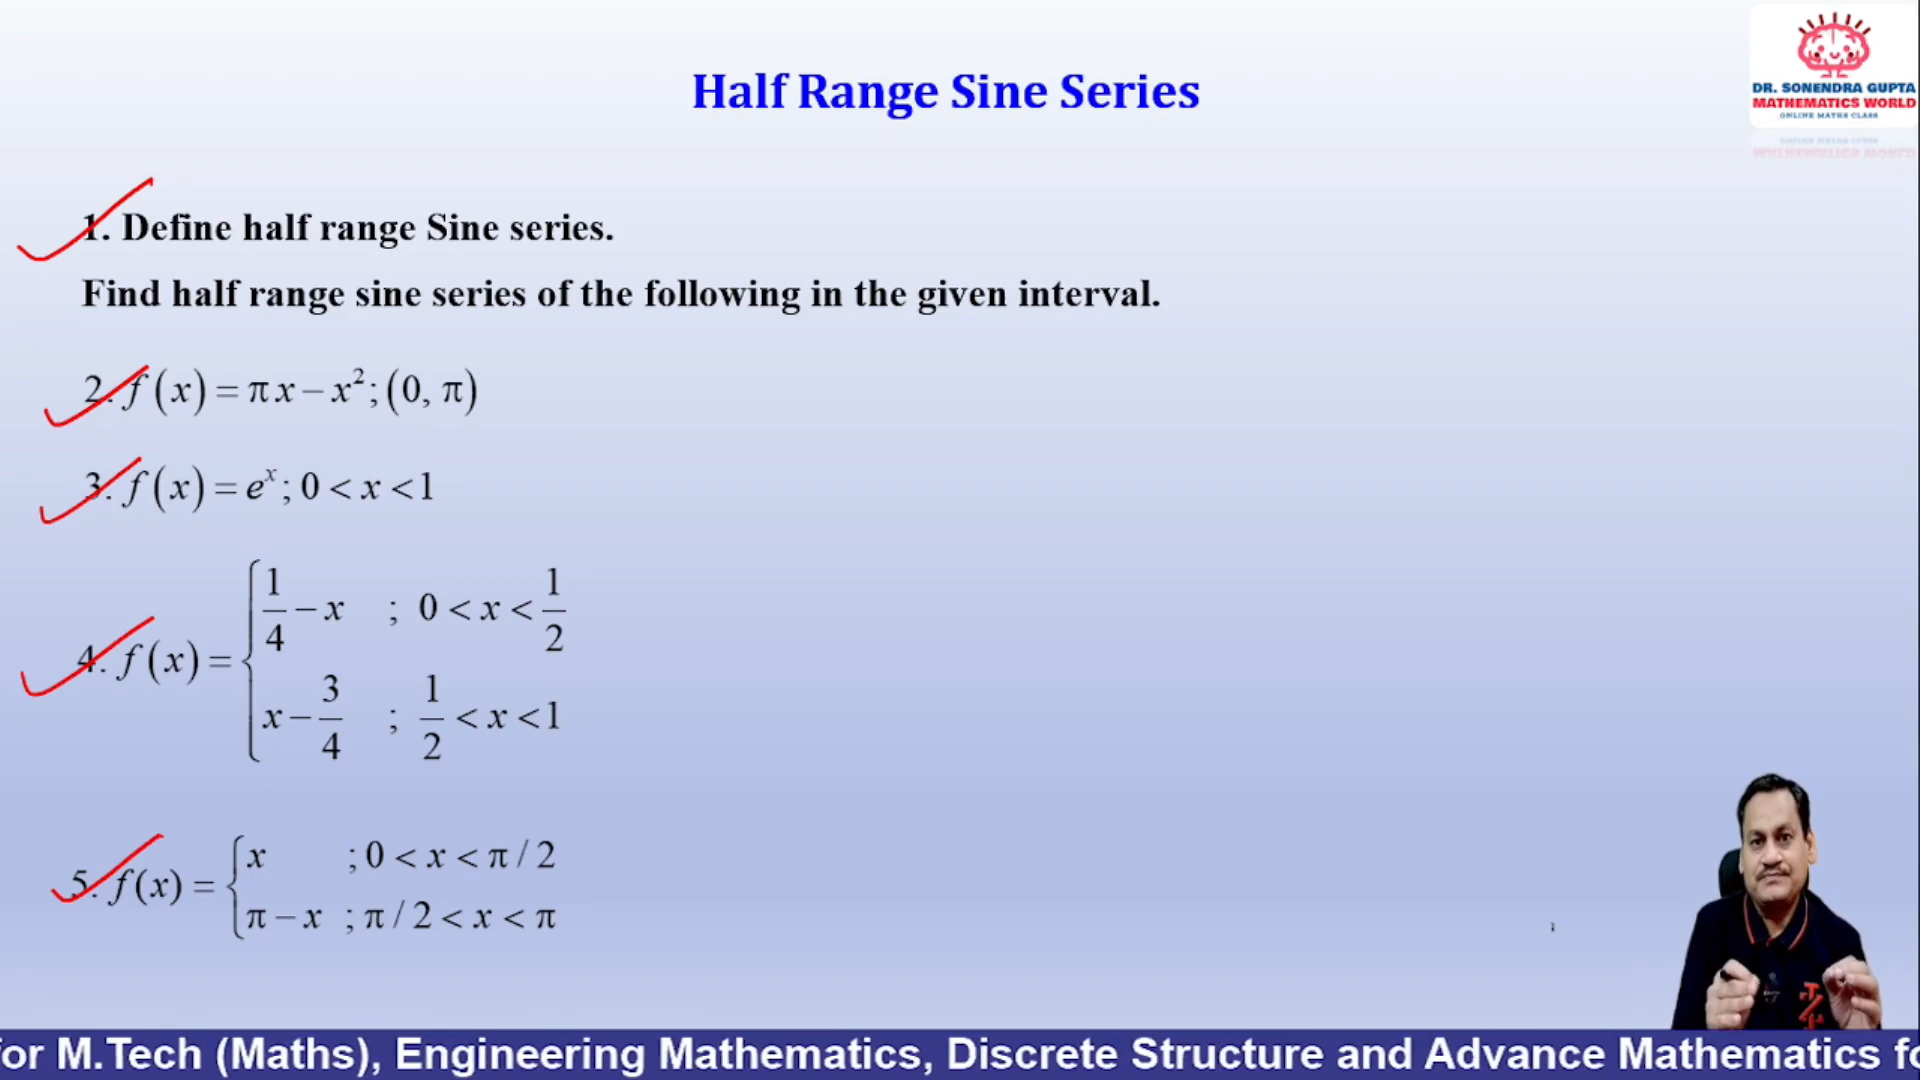 Half Range Sine Series
DR. SONENDRA GUPTA
MATHEMATICS WORLD
ONLINE MATHS CLASS
1. Define half range Sine series.
Find half range sine series of the following in the given interval.
2. f(x) = πx − x²; (0, π)
3. f(x) = eˣ; 0 < x < 1
4. f(x) = { 1/4 − x ; 0 < x < 1/2
x − 3/4 ; 1/2 < x < 1
5. f(x) = { x ; 0 < x < π / 2
π − x ; π / 2 < x < π
or M.Tech (Maths), Engineering Mathematics, Discrete Structure and Advance Mathematics fo